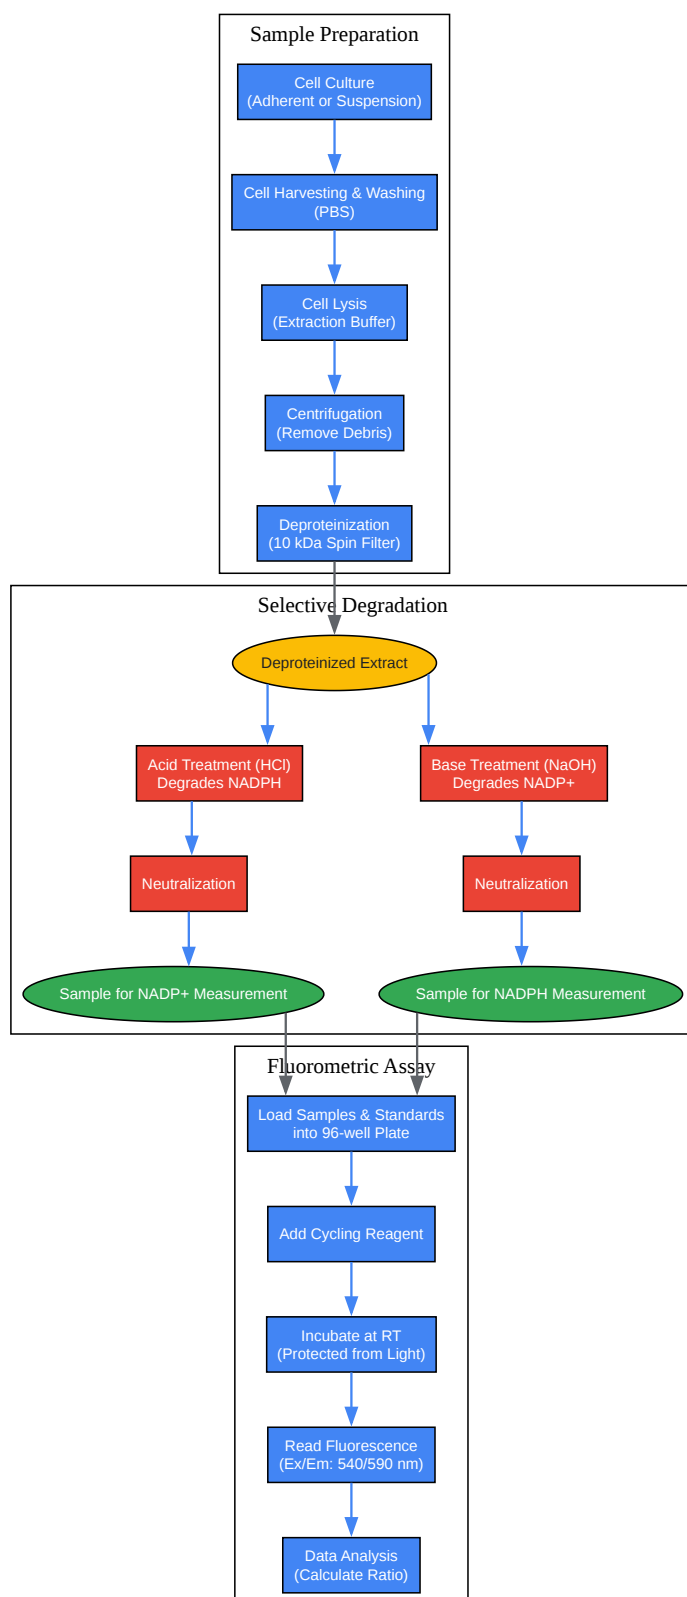 Sample Preparation
Cell Culture
(Adherent or Suspension)
Cell Harvesting & Washing
(PBS)
Cell Lysis
(Extraction Buffer)
Centrifugation
(Remove Debris)
Deproteinization
(10 kDa Spin Filter)
Selective Degradation
Deproteinized Extract
Acid Treatment (HCl)
Degrades NADPH
Base Treatment (NaOH)
Degrades NADP+
Neutralization
Neutralization
Sample for NADP+ Measurement
Sample for NADPH Measurement
Fluorometric Assay
Load Samples & Standards
into 96-well Plate
Add Cycling Reagent
Incubate at RT
(Protected from Light)
Read Fluorescence
(Ex/Em: 540/590 nm)
Data Analysis
(Calculate Ratio)